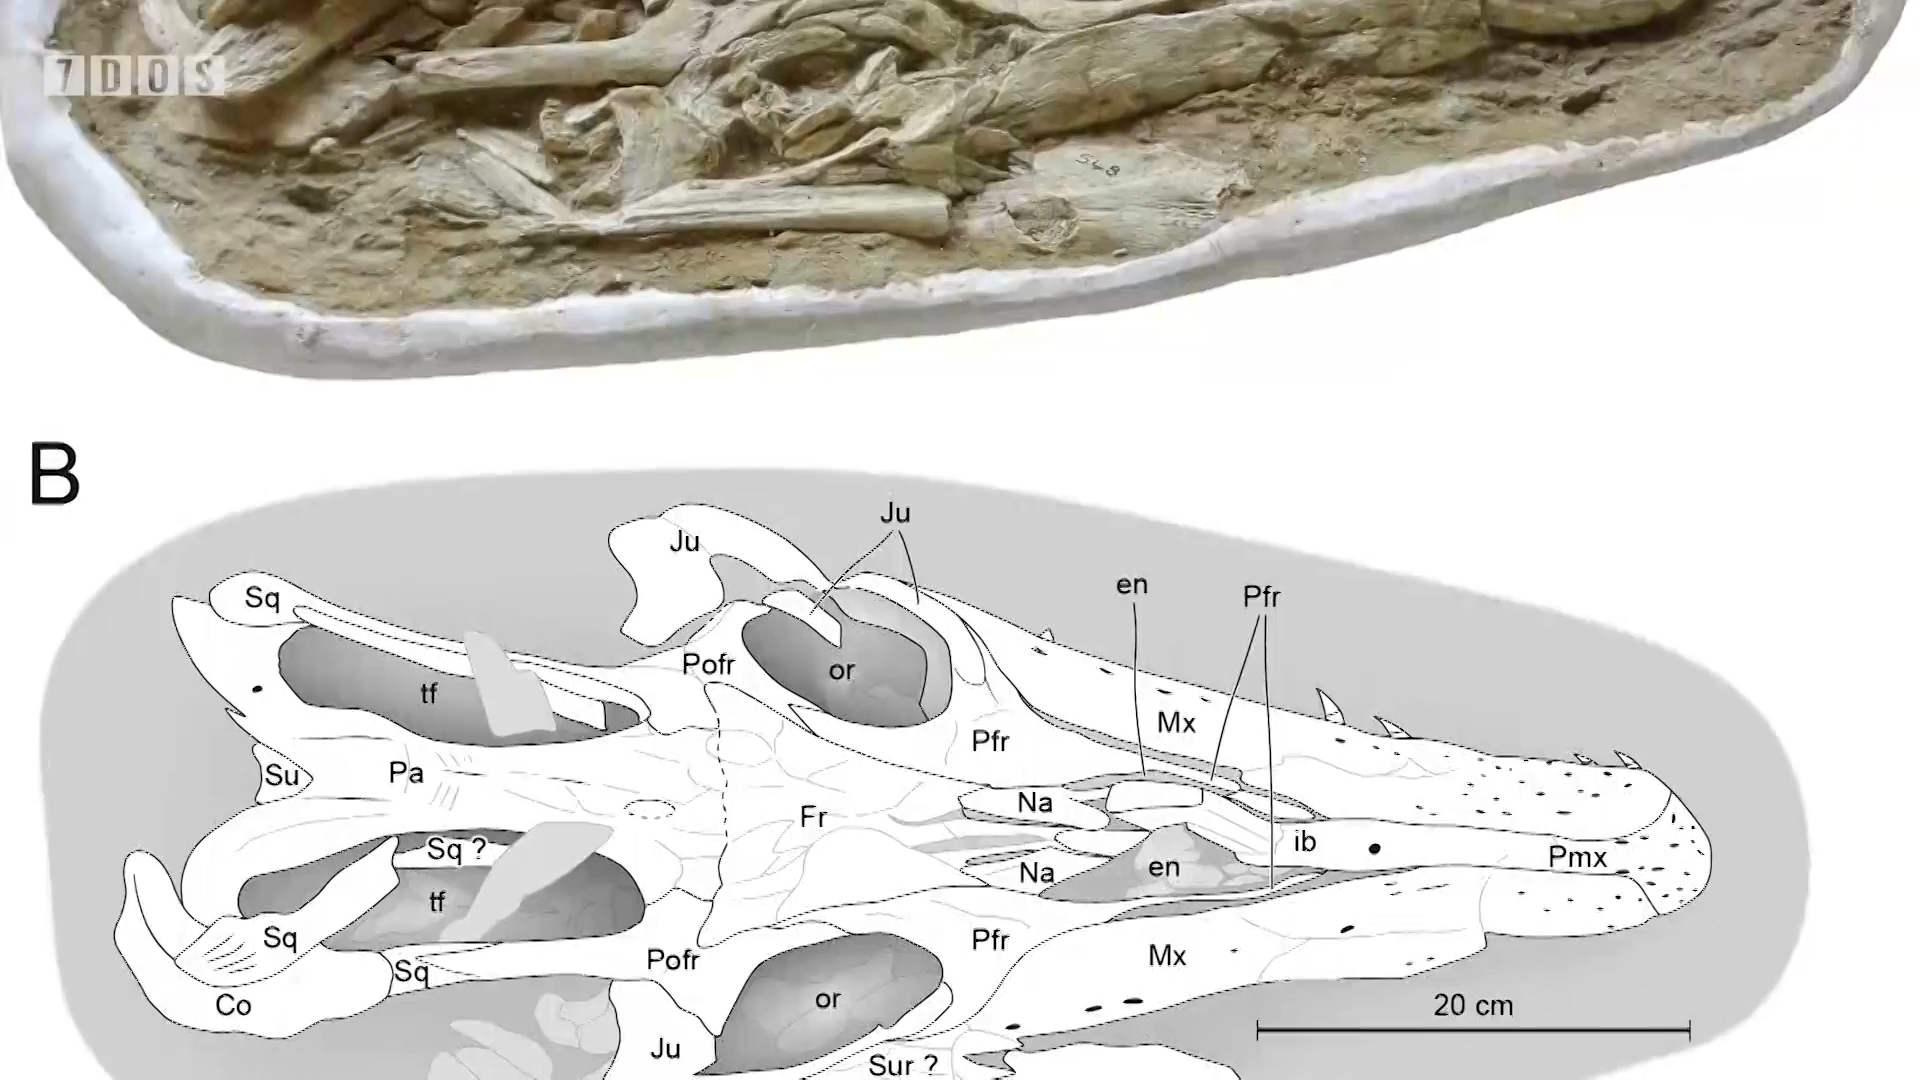 7DOS
548
B
Ju
Ju
en
Pfr
Sq
Pofr
or
tf
Mx
Pfr
Su
Pa
Na
Fr
ib
Sq ?
Pmx
en
Na
tf
Sq
Pfr
Pofr
Mx
Sq
or
Co
20 cm
Ju
Sur ?